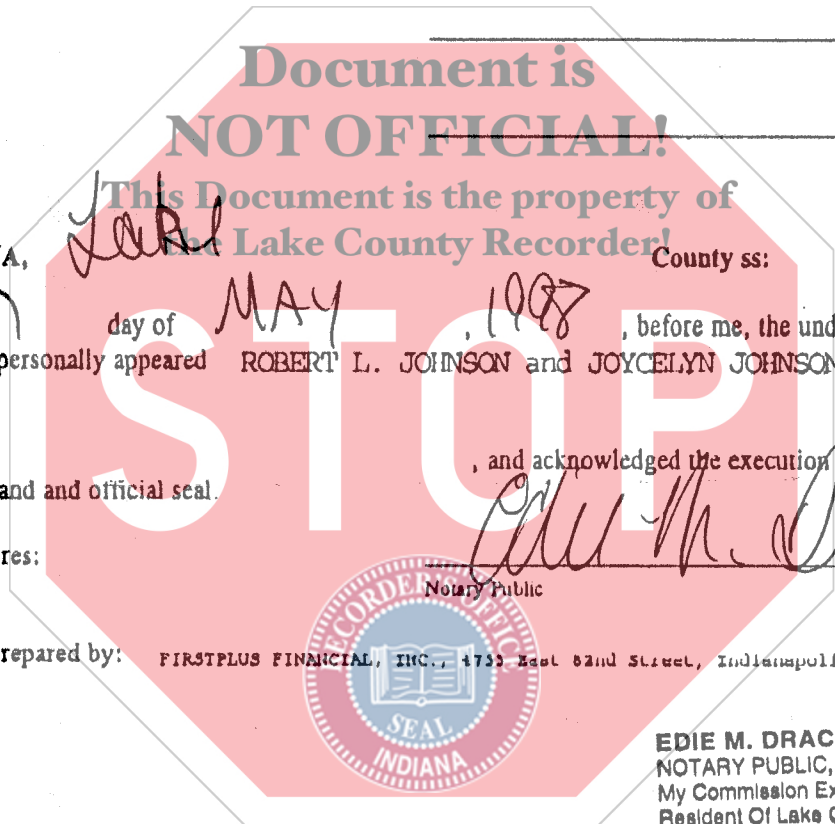 Document is
NOT OFFICIAL!
This Document is the property of
the Lake County Recorder!
A, Lake County ss:
day of MAY , 1998 , before me, the und
personally appeared ROBERT L. JOHNSON and JOYCELYN JOHNSON
STOP
, and acknowledged the execution
and and official seal.
res:
Notary Public
repared by: FIRSTPLUS FINANCIAL, INC., 4755 East 82nd Street, Indianapoli
RECORDER'S OFFICE
SEAL
INDIANA
EDIE M. DRAC
NOTARY PUBLIC,
My Commission Ex
Resident Of Lake C